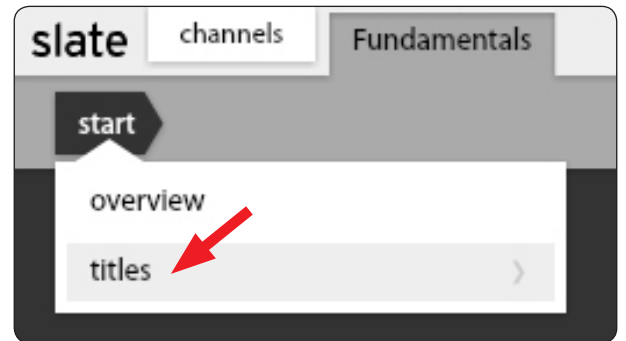 slate channels Fundamentals
start
overview
titles